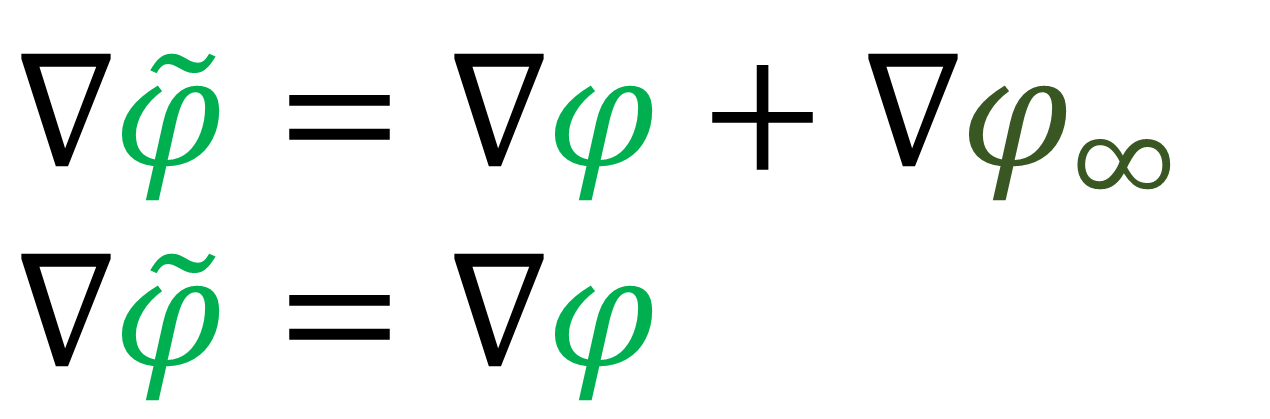 ∇φ̃ = ∇φ + ∇φ∞
∇φ̃ = ∇φ